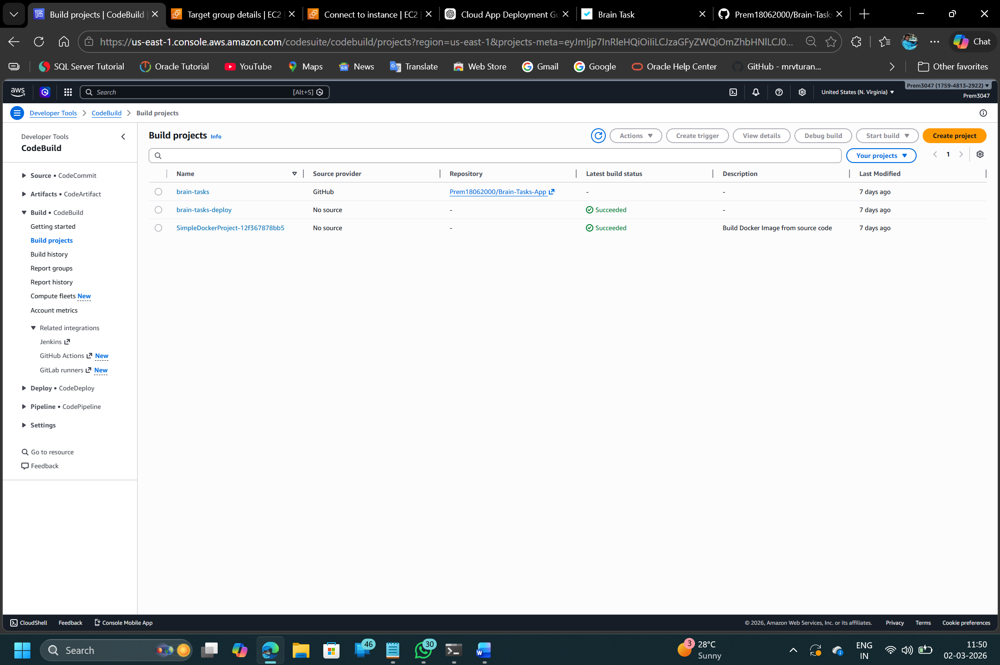 Build projects | CodeBuild
Target group details | EC2
Connect to instance | EC2
Cloud App Deployment Gu
Brain Task
Prem18062000/Brain-Tasks
https://us-east-1.console.aws.amazon.com/codesuite/codebuild/projects?region=us-east-1&projects-meta=eyJmIjp7InRleHQiOiIiLCJzaGFyZWQiOmZhbHNlLCJ0...
Chat
SQL Server Tutorial
Oracle Tutorial
YouTube
Maps
News
Translate
Web Store
Gmail
Google
Oracle Help Center
GitHub - mrvturan...
Other favorites
aws
Search
[Alt+S]
United States (N. Virginia)
Prem3047 (1759-4813-2922)
Prem3047
Developer Tools
CodeBuild
Build projects
Developer Tools
CodeBuild
Source • CodeCommit
Artifacts • CodeArtifact
Build • CodeBuild
Getting started
Build projects
Build history
Report groups
Report history
Compute fleets New
Account metrics
Related integrations
Jenkins
GitHub Actions New
GitLab runners New
Deploy • CodeDeploy
Pipeline • CodePipeline
Settings
Go to resource
Feedback
Build projects Info
Actions
Create trigger
View details
Debug build
Start build
Create project
Your projects
1
Name Source provider Repository Latest build status Description Last Modified
brain-tasks GitHub Prem18062000/Brain-Tasks-App - - 7 days ago
brain-tasks-deploy No source - Succeeded - 7 days ago
SimpleDockerProject-12f367878bb5 No source - Succeeded Build Docker Image from source code 7 days ago
CloudShell
Feedback
Console Mobile App
© 2026, Amazon Web Services, Inc. or its affiliates.
Privacy
Terms
Cookie preferences
Search
46
30
3
28°C
Sunny
ENG
IN
11:50
02-03-2026